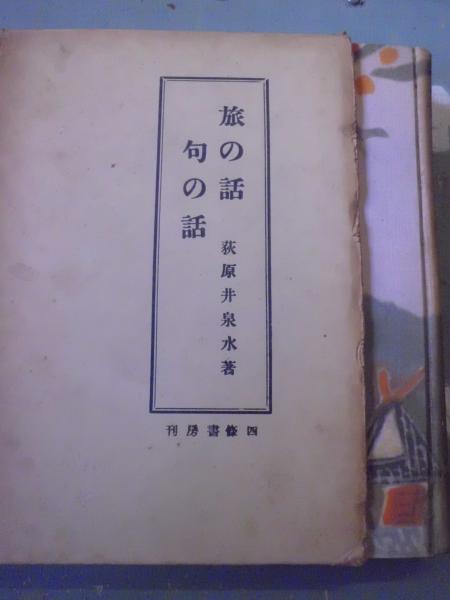 旅の話
句の話
荻原井泉水著
四條書房刊